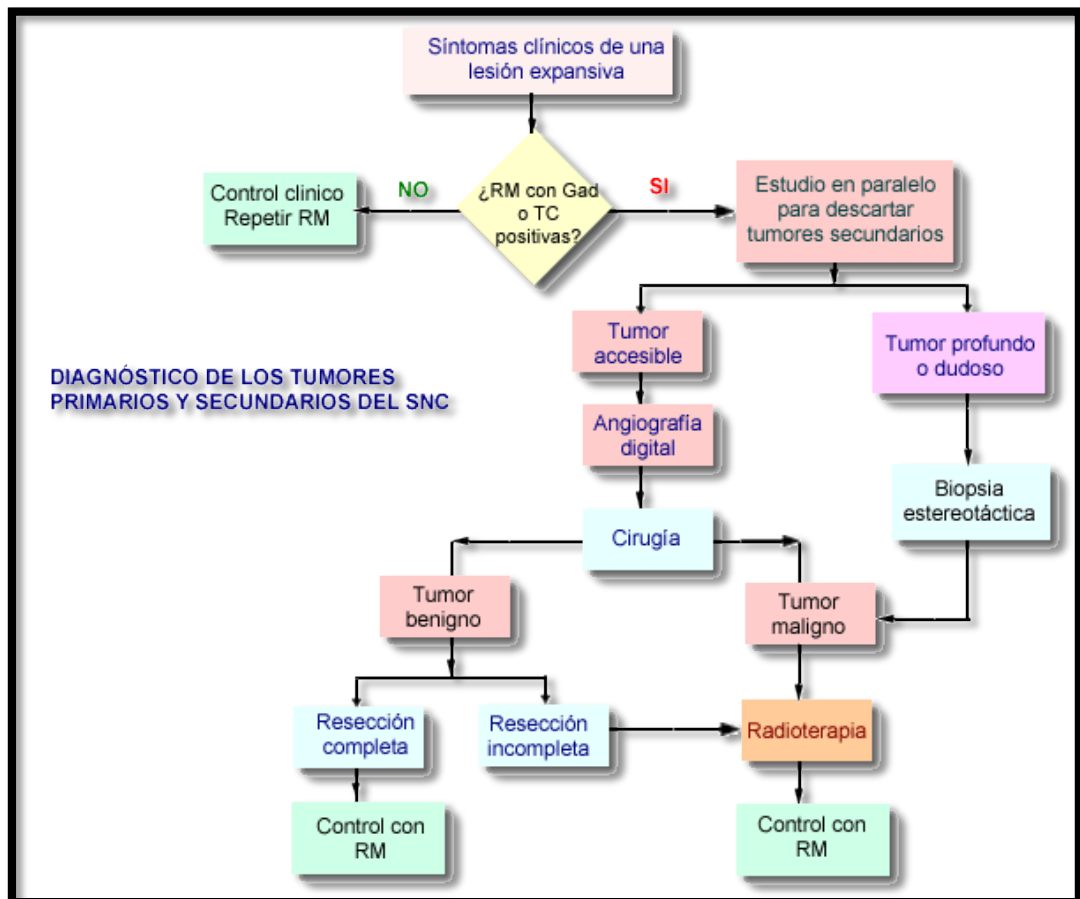 Síntomas clínicos de una
lesión expansiva
¿RM con Gad
o TC
positivas?
NO
SI
Control clinico
Repetir RM
Estudio en paralelo
para descartar
tumores secundarios
Tumor
accesible
Tumor profundo
o dudoso
DIAGNÓSTICO DE LOS TUMORES
PRIMARIOS Y SECUNDARIOS DEL SNC
Angiografía
digital
Biopsia
estereotáctica
Cirugía
Tumor
benigno
Tumor
maligno
Resección
completa
Resección
incompleta
Radioterapia
Control con
RM
Control con
RM